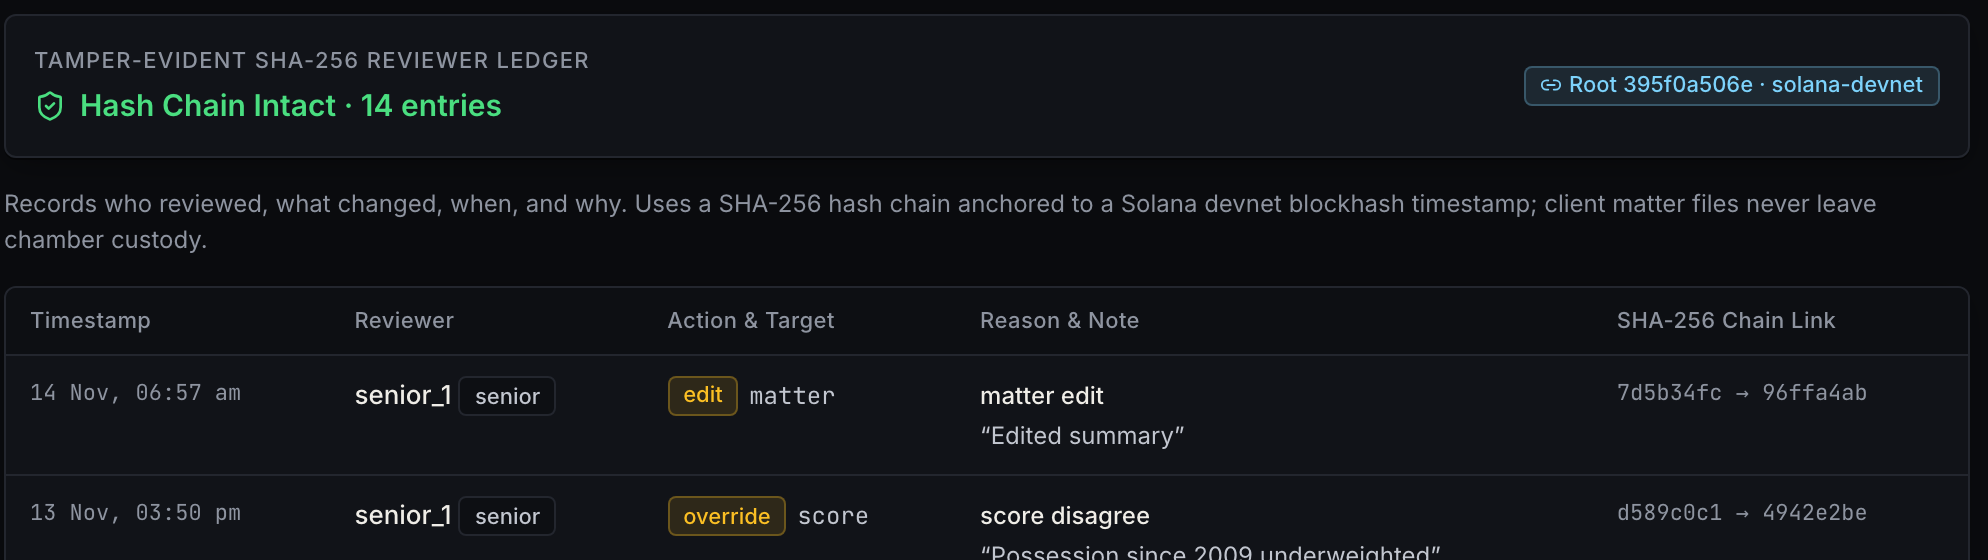 TAMPER-EVIDENT SHA-256 REVIEWER LEDGER
Hash Chain Intact · 14 entries
Root 395f0a506e · solana-devnet
Records who reviewed, what changed, when, and why. Uses a SHA-256 hash chain anchored to a Solana devnet blockhash timestamp; client matter files never leave
chamber custody.
Timestamp Reviewer Action & Target Reason & Note SHA-256 Chain Link
14 Nov, 06:57 am senior_1 senior edit matter matter edit 7d5b34fc → 96ffa4ab
“Edited summary”
13 Nov, 03:50 pm senior_1 senior override score score disagree d589c0c1 → 4942e2be
“Possession since 2009 underweighted”